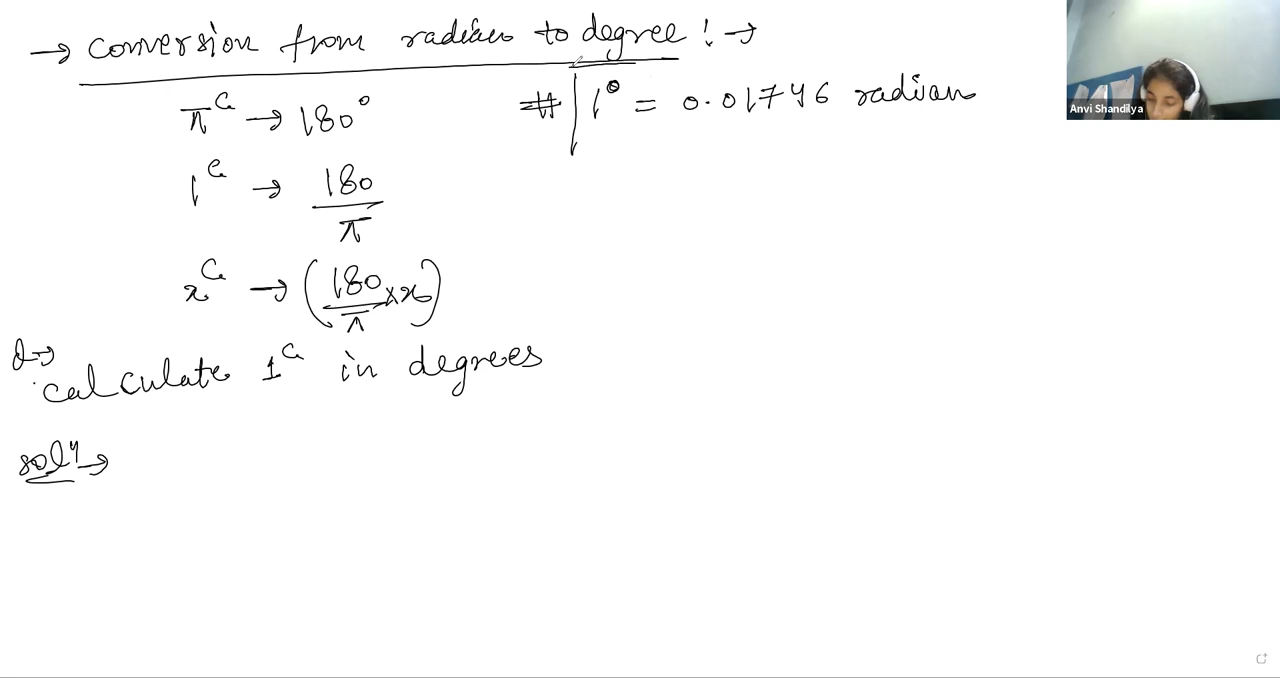 → conversion from radian to degree! →
π^c → 180°
# | 1° = 0.01746 radian
1^c → 180/π
x^c → (180/π × x)
Q→
calculate 1^c in degrees
solⁿ →
Anvi Shandilya